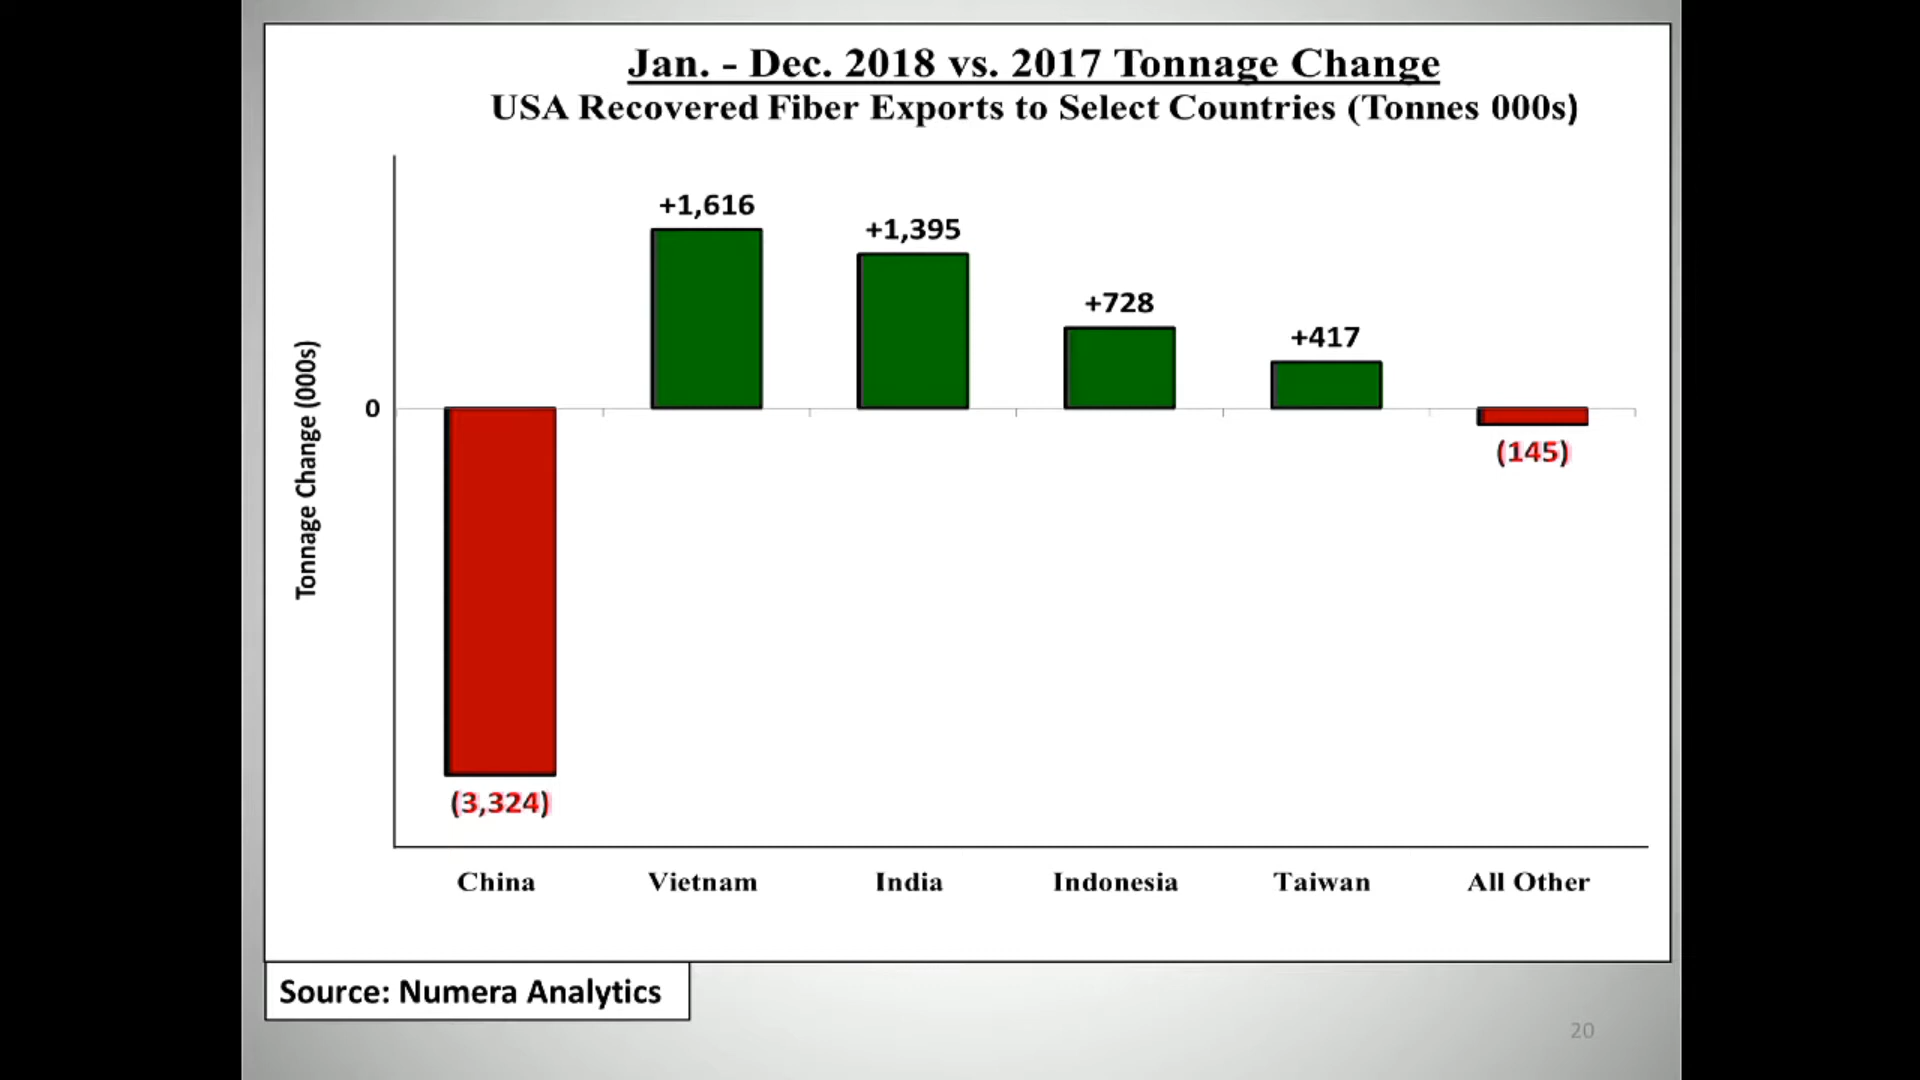 Jan. - Dec. 2018 vs. 2017 Tonnage Change
USA Recovered Fiber Exports to Select Countries (Tonnes 000s)
+1,616
+1,395
+728
+417
0
(145)
Tonnage Change (000s)
(3,324)
China
Vietnam
India
Indonesia
Taiwan
All Other
Source: Numera Analytics
20